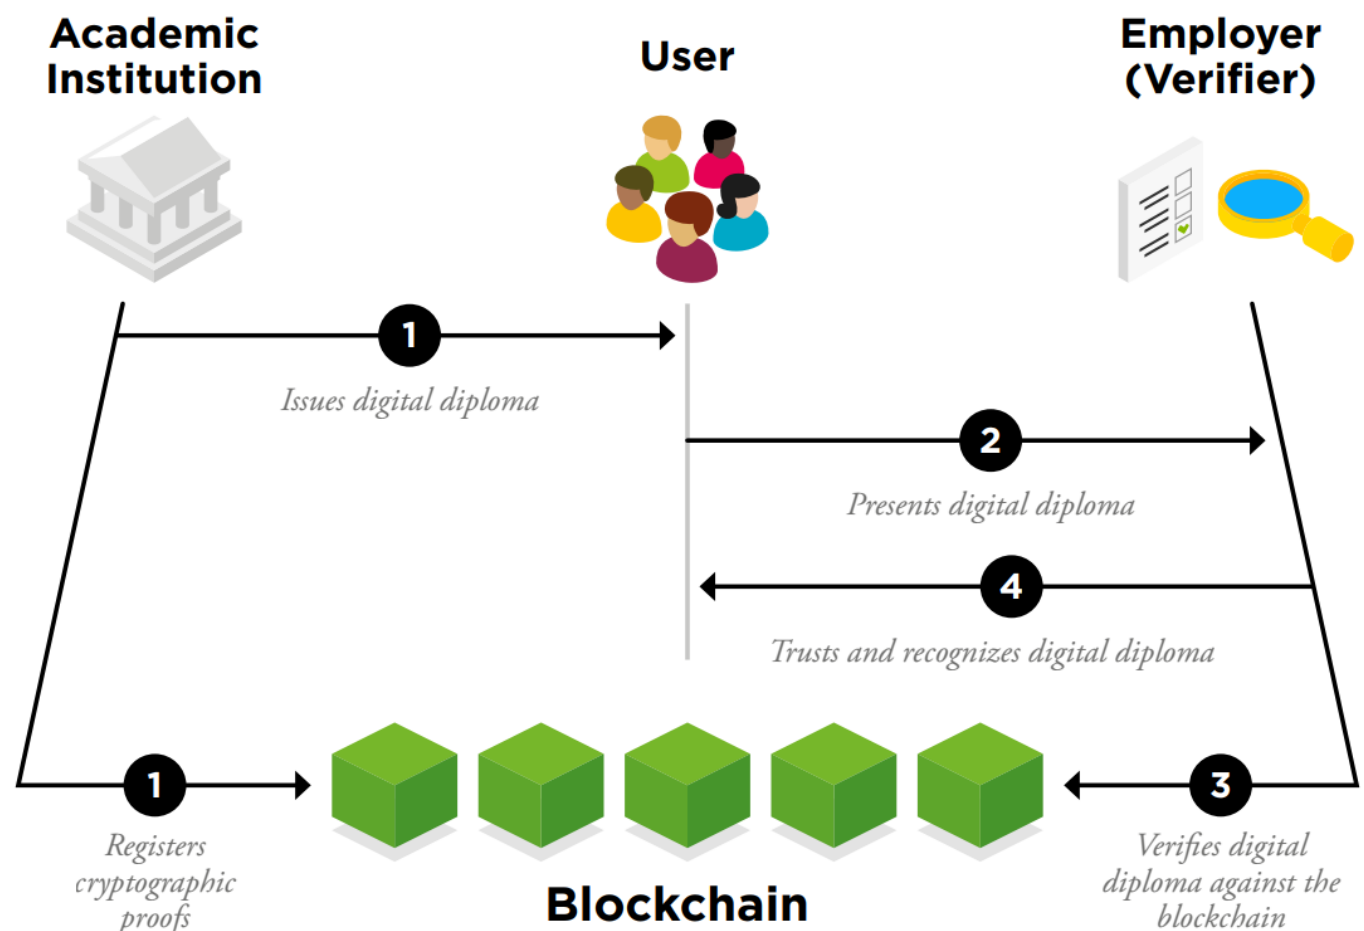 Academic
Institution
User
Employer
(Verifier)
1
Issues digital diploma
2
Presents digital diploma
4
Trusts and recognizes digital diploma
1
Registers
cryptographic
proofs
3
Verifies digital
diploma against the
blockchain
Blockchain